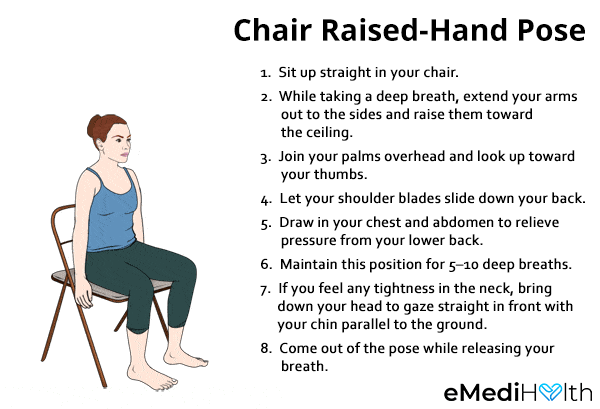 Chair Raised-Hand Pose
1. Sit up straight in your chair.
2. While taking a deep breath, extend your arms
out to the sides and raise them toward
the ceiling.
3. Join your palms overhead and look up toward
your thumbs.
4. Let your shoulder blades slide down your back.
5. Draw in your chest and abdomen to relieve
pressure from your lower back.
6. Maintain this position for 5–10 deep breaths.
7. If you feel any tightness in the neck, bring
down your head to gaze straight in front with
your chin parallel to the ground.
8. Come out of the pose while releasing your
breath.
eMediHealth